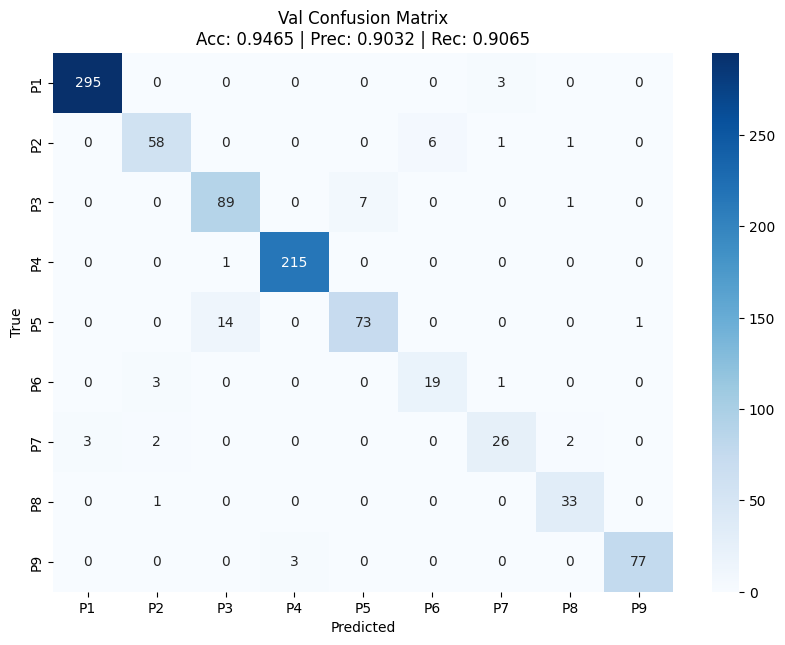 Val Confusion Matrix
Acc: 0.9465 | Prec: 0.9032 | Rec: 0.9065
P1 295 0 0 0 0 0 3 0 0
P2 0 58 0 0 0 6 1 1 0
P3 0 0 89 0 7 0 0 1 0
P4 0 0 1 215 0 0 0 0 0
P5 0 0 14 0 73 0 0 0 1
P6 0 3 0 0 0 19 1 0 0
P7 3 2 0 0 0 0 26 2 0
P8 0 1 0 0 0 0 0 33 0
P9 0 0 0 3 0 0 0 0 77
P1 P2 P3 P4 P5 P6 P7 P8 P9
Predicted
True
250
200
150
100
50
0